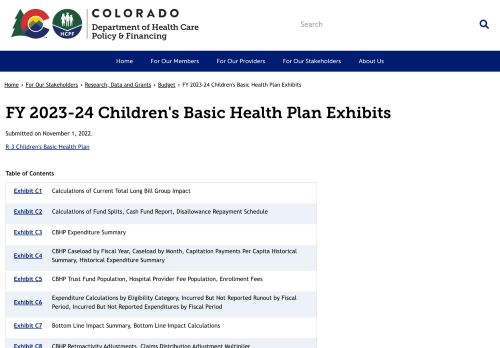 COLORADO
Department of Health Care
Policy & Financing
HCPF
Search
Home
For Our Members
For Our Providers
For Our Stakeholders
About Us
Home › For Our Stakeholders › Research, Data and Grants › Budget › FY 2023-24 Children's Basic Health Plan Exhibits
FY 2023-24 Children's Basic Health Plan Exhibits
Submitted on November 1, 2022.
R-3 Children's Basic Health Plan
Table of Contents
Exhibit C1 Calculations of Current Total Long Bill Group Impact
Exhibit C2 Calculations of Fund Splits, Cash Fund Report, Disallowance Repayment Schedule
Exhibit C3 CBHP Expenditure Summary
Exhibit C4 CBHP Caseload by Fiscal Year, Caseload by Month, Capitation Payments Per Capita Historical
Summary, Historical Expenditure Summary
Exhibit C5 CBHP Trust Fund Population, Hospital Provider Fee Population, Enrollment Fees
Exhibit C6 Expenditure Calculations by Eligibility Category, Incurred But Not Reported Runout by Fiscal
Period, Incurred But Not Reported Expenditures by Fiscal Period
Exhibit C7 Bottom Line Impact Summary, Bottom Line Impact Calculations
Exhibit C8 CBHP Retroactivity Adjustments, Claims Distribution Adjustment Multiplier